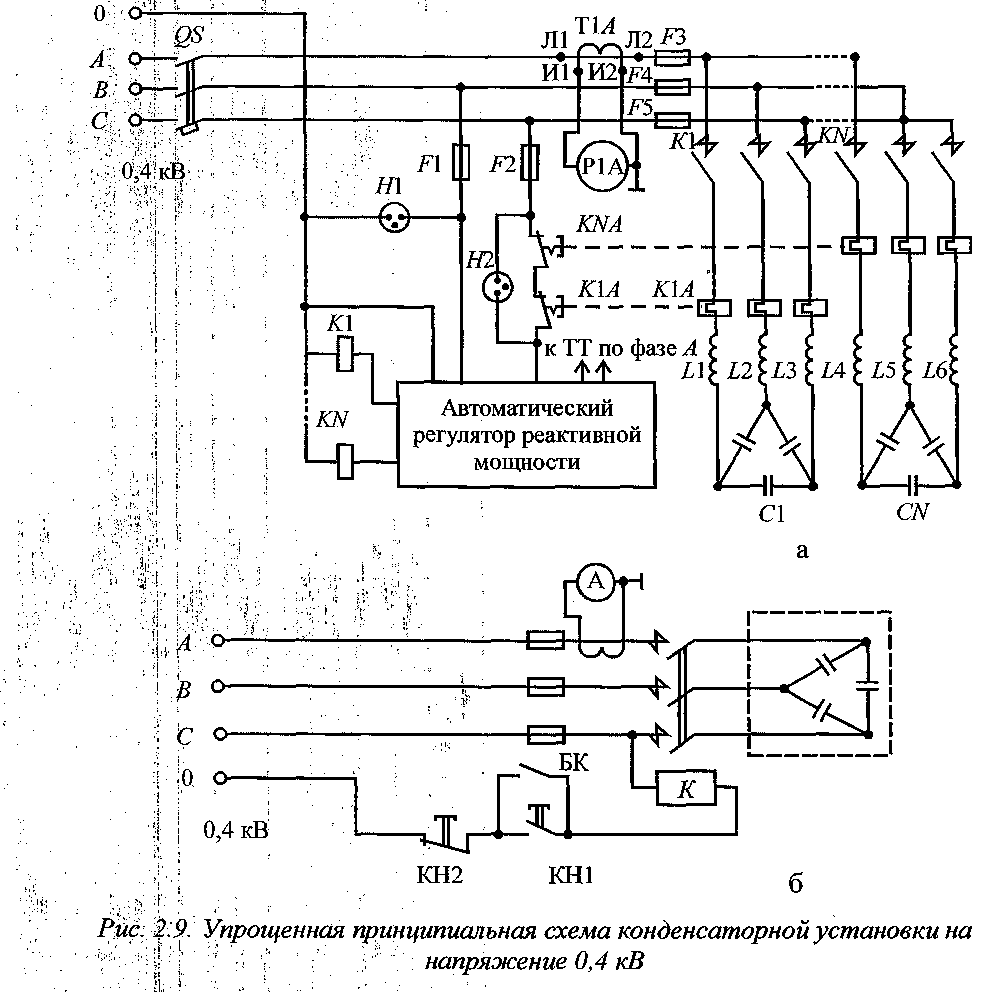 0
QS
T1A
Л1
Л2
F3
A
И1
И2
F4
B
F5
C
K1
KN
0,4 кВ
F1
F2
P1A
H1
KNA
H2
K1A
K1A
K1
к ТТ по фазе A
L1
L2
L3
L4
L5
L6
KN
Автоматический
регулятор реактивной
мощности
C1
CN
а
A
A
B
C
БК
0
K
0,4 кВ
КН2
КН1
б
Рис. 2.9. Упрощенная принципиальная схема конденсаторной установки на
напряжение 0,4 кВ